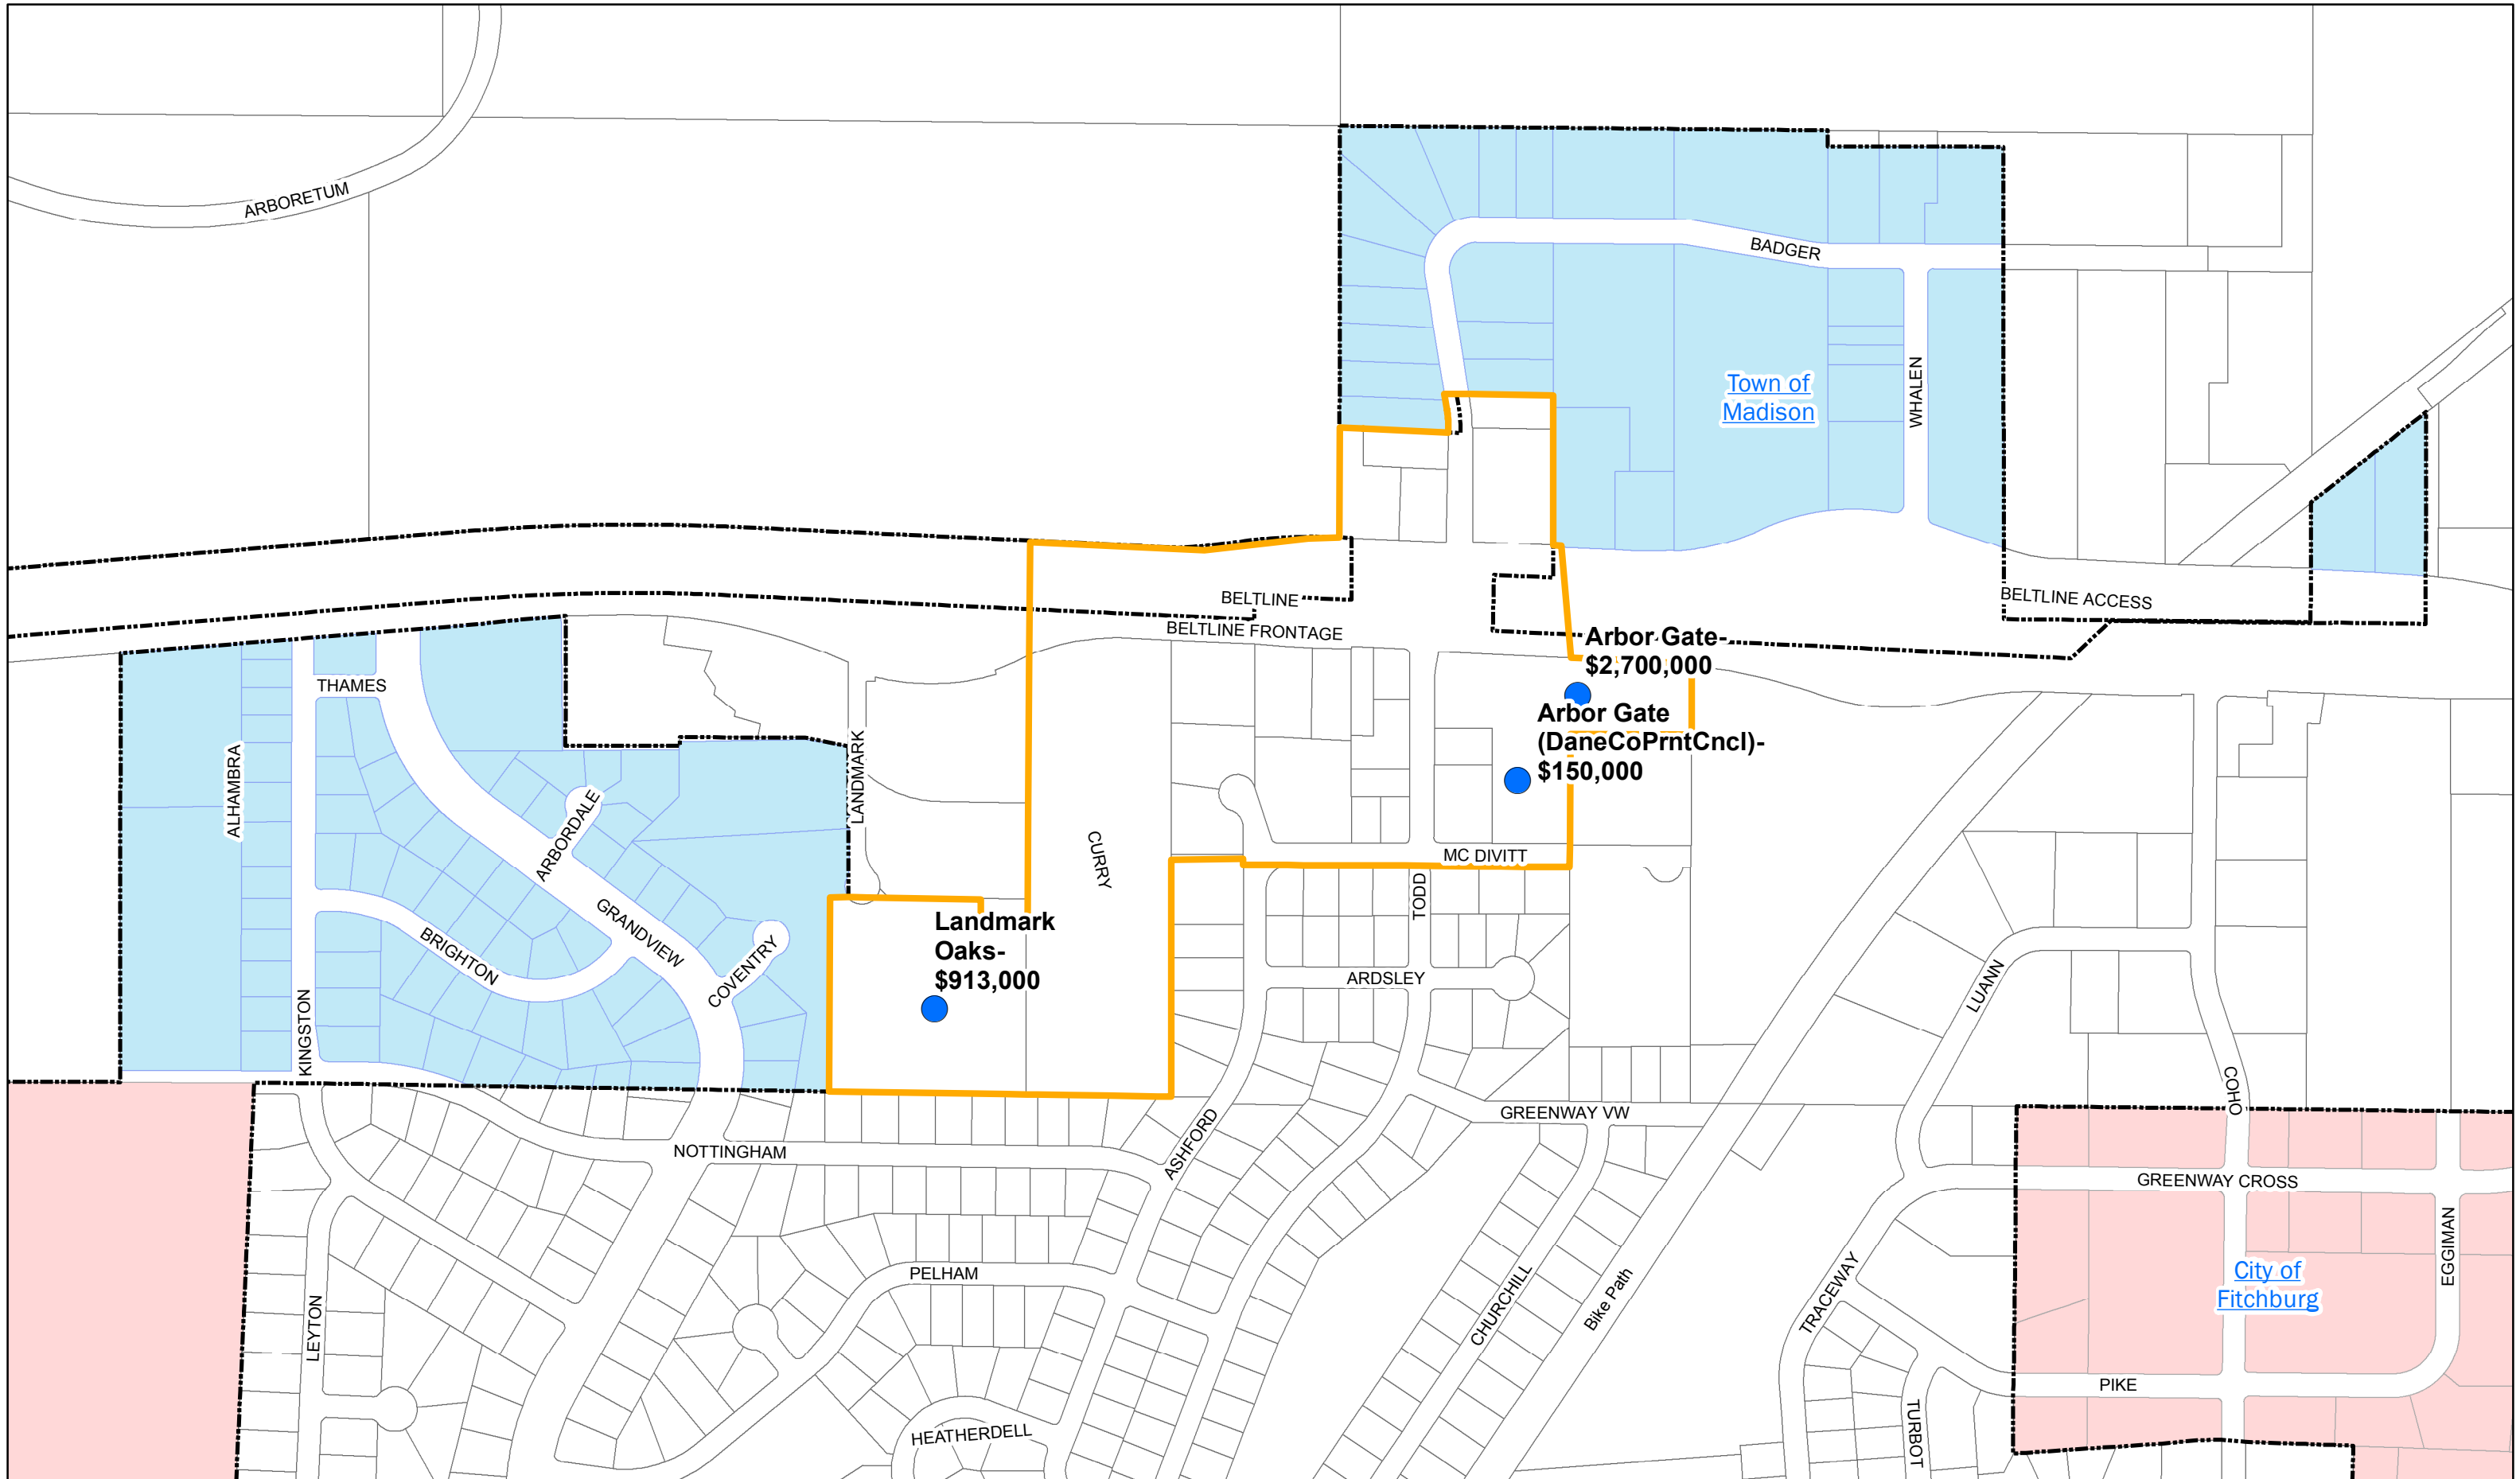 ARBORETUM
BADGER
Town of
Madison
WHALEN
BELTLINE
BELTLINE ACCESS
BELTLINE FRONTAGE
Arbor Gate-
$2,700,000
THAMES
Arbor Gate
(DaneCoPrntCncl)-
$150,000
LANDMARK
ALHAMBRA
ARBORDALE
CURRY
MC DIVITT
TODD
Landmark
Oaks-
$913,000
GRANDVIEW
BRIGHTON
COVENTRY
ARDSLEY
LUANN
KINGSTON
COHO
GREENWAY VW
ASHFORD
NOTTINGHAM
GREENWAY CROSS
EGGIMAN
PELHAM
City of
Fitchburg
TRACEWAY
CHURCHILL
Bike Path
LEYTON
PIKE
TURBOT
HEATHERDELL